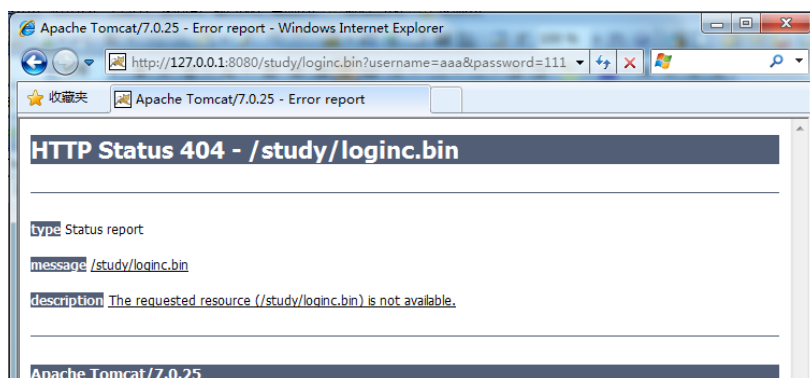 Apache Tomcat/7.0.25 - Error report - Windows Internet Explorer
http://127.0.0.1:8080/study/loginc.bin?username=aaa&password=111
收藏夹 Apache Tomcat/7.0.25 - Error report
HTTP Status 404 - /study/loginc.bin
type Status report
message /study/loginc.bin
description The requested resource (/study/loginc.bin) is not available.
Apache Tomcat/7.0.25